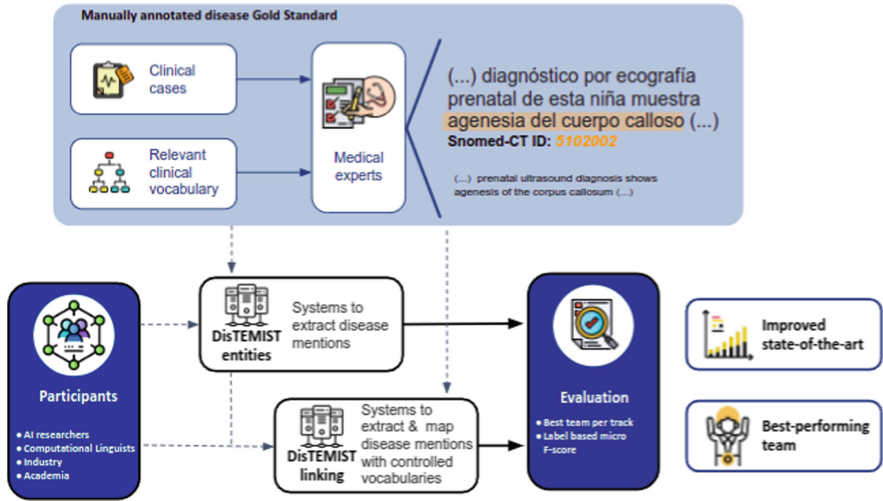 Manually annotated disease Gold Standard
Clinical
cases
Relevant
clinical
vocabulary
Medical
experts
(...) diagnóstico por ecografía
prenatal de esta niña muestra
agenesia del cuerpo calloso (...)
Snomed-CT ID: 5102002
(...) prenatal ultrasound diagnosis shows
agenesis of the corpus callosum (...)
Participants
● AI researchers
● Computational Linguists
● Industry
● Academia
DisTEMIST
entities
Systems to
extract disease
mentions
DisTEMIST
linking
Systems to
extract & map
disease mentions
with controlled
vocabularies
Evaluation
● Best team per track
● Label based micro
F-score
Improved
state-of-the-art
Best-performing
team